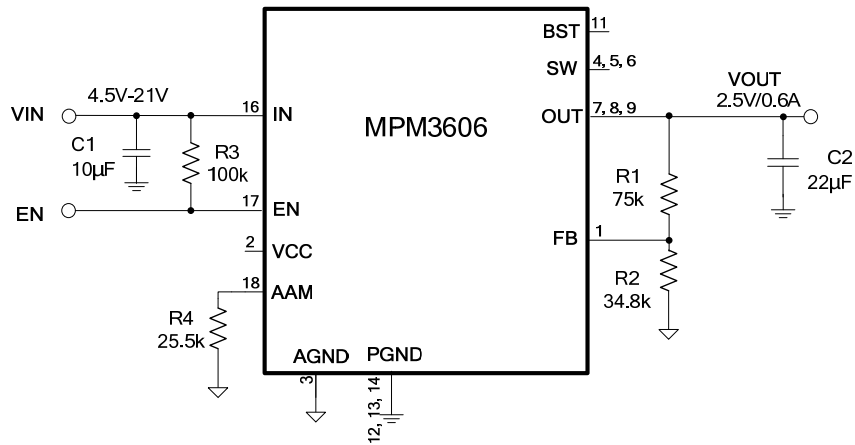 BST
11
SW
4, 5, 6
VOUT
2.5V/0.6A
VIN
4.5V-21V
16
IN
MPM3606
OUT
7, 8, 9
C1
10µF
R3
100k
R1
75k
C2
22µF
EN
17
EN
FB
1
2
VCC
R2
34.8k
18
AAM
R4
25.5k
AGND
PGND
3
12, 13, 14